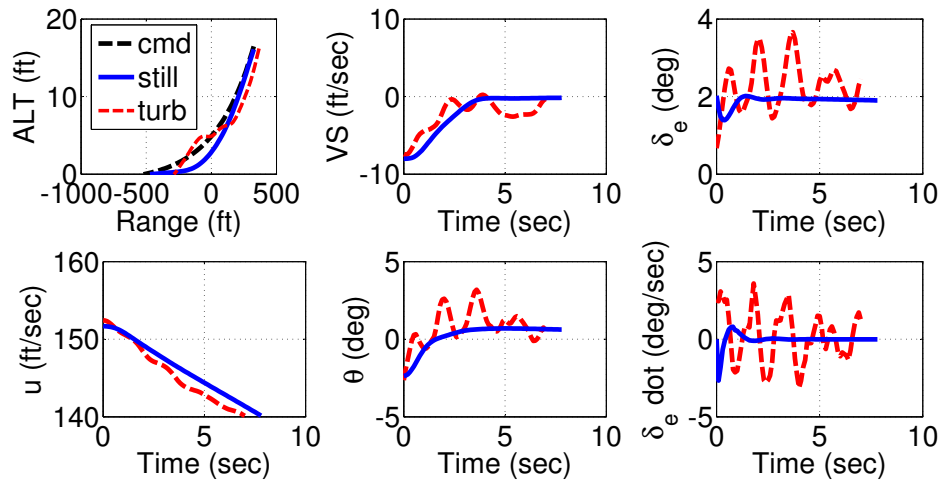 20
10
0
ALT (ft)
cmd
still
turb
-1000
-500
0
500
Range (ft)
10
0
-10
VS (ft/sec)
0
5
10
Time (sec)
4
2
0
δe (deg)
0
5
10
Time (sec)
160
150
140
u (ft/sec)
0
5
10
Time (sec)
5
0
-5
θ (deg)
0
5
10
Time (sec)
5
0
-5
δe dot (deg/sec)
0
5
10
Time (sec)